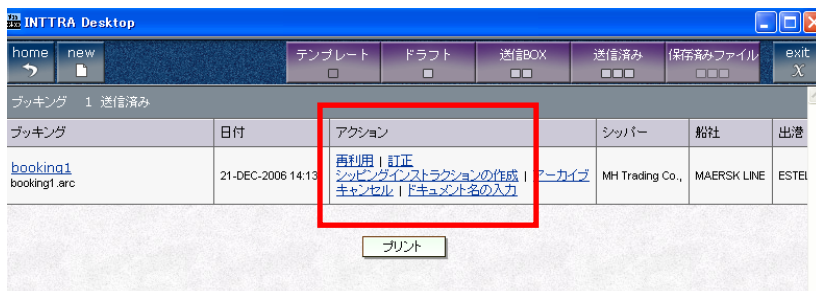 INTTRA Desktop
home new テンプレート ドラフト 送信BOX 送信済み 保存済みファイル exit
ブッキング 1 送信済み
ブッキング 日付 アクション シッパー 船社 出港
booking1 再利用 | 訂正
booking1.arc 21-DEC-2006 14:13 シッピングインストラクションの作成 | アーカイブ MH Trading Co., MAERSK LINE ESTEL
キャンセル | ドキュメント名の入力
プリント